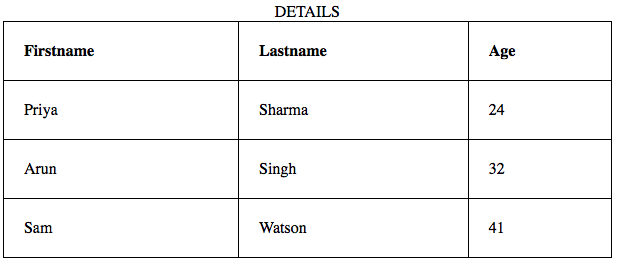 DETAILS
Firstname Lastname Age
Priya Sharma 24
Arun Singh 32
Sam Watson 41